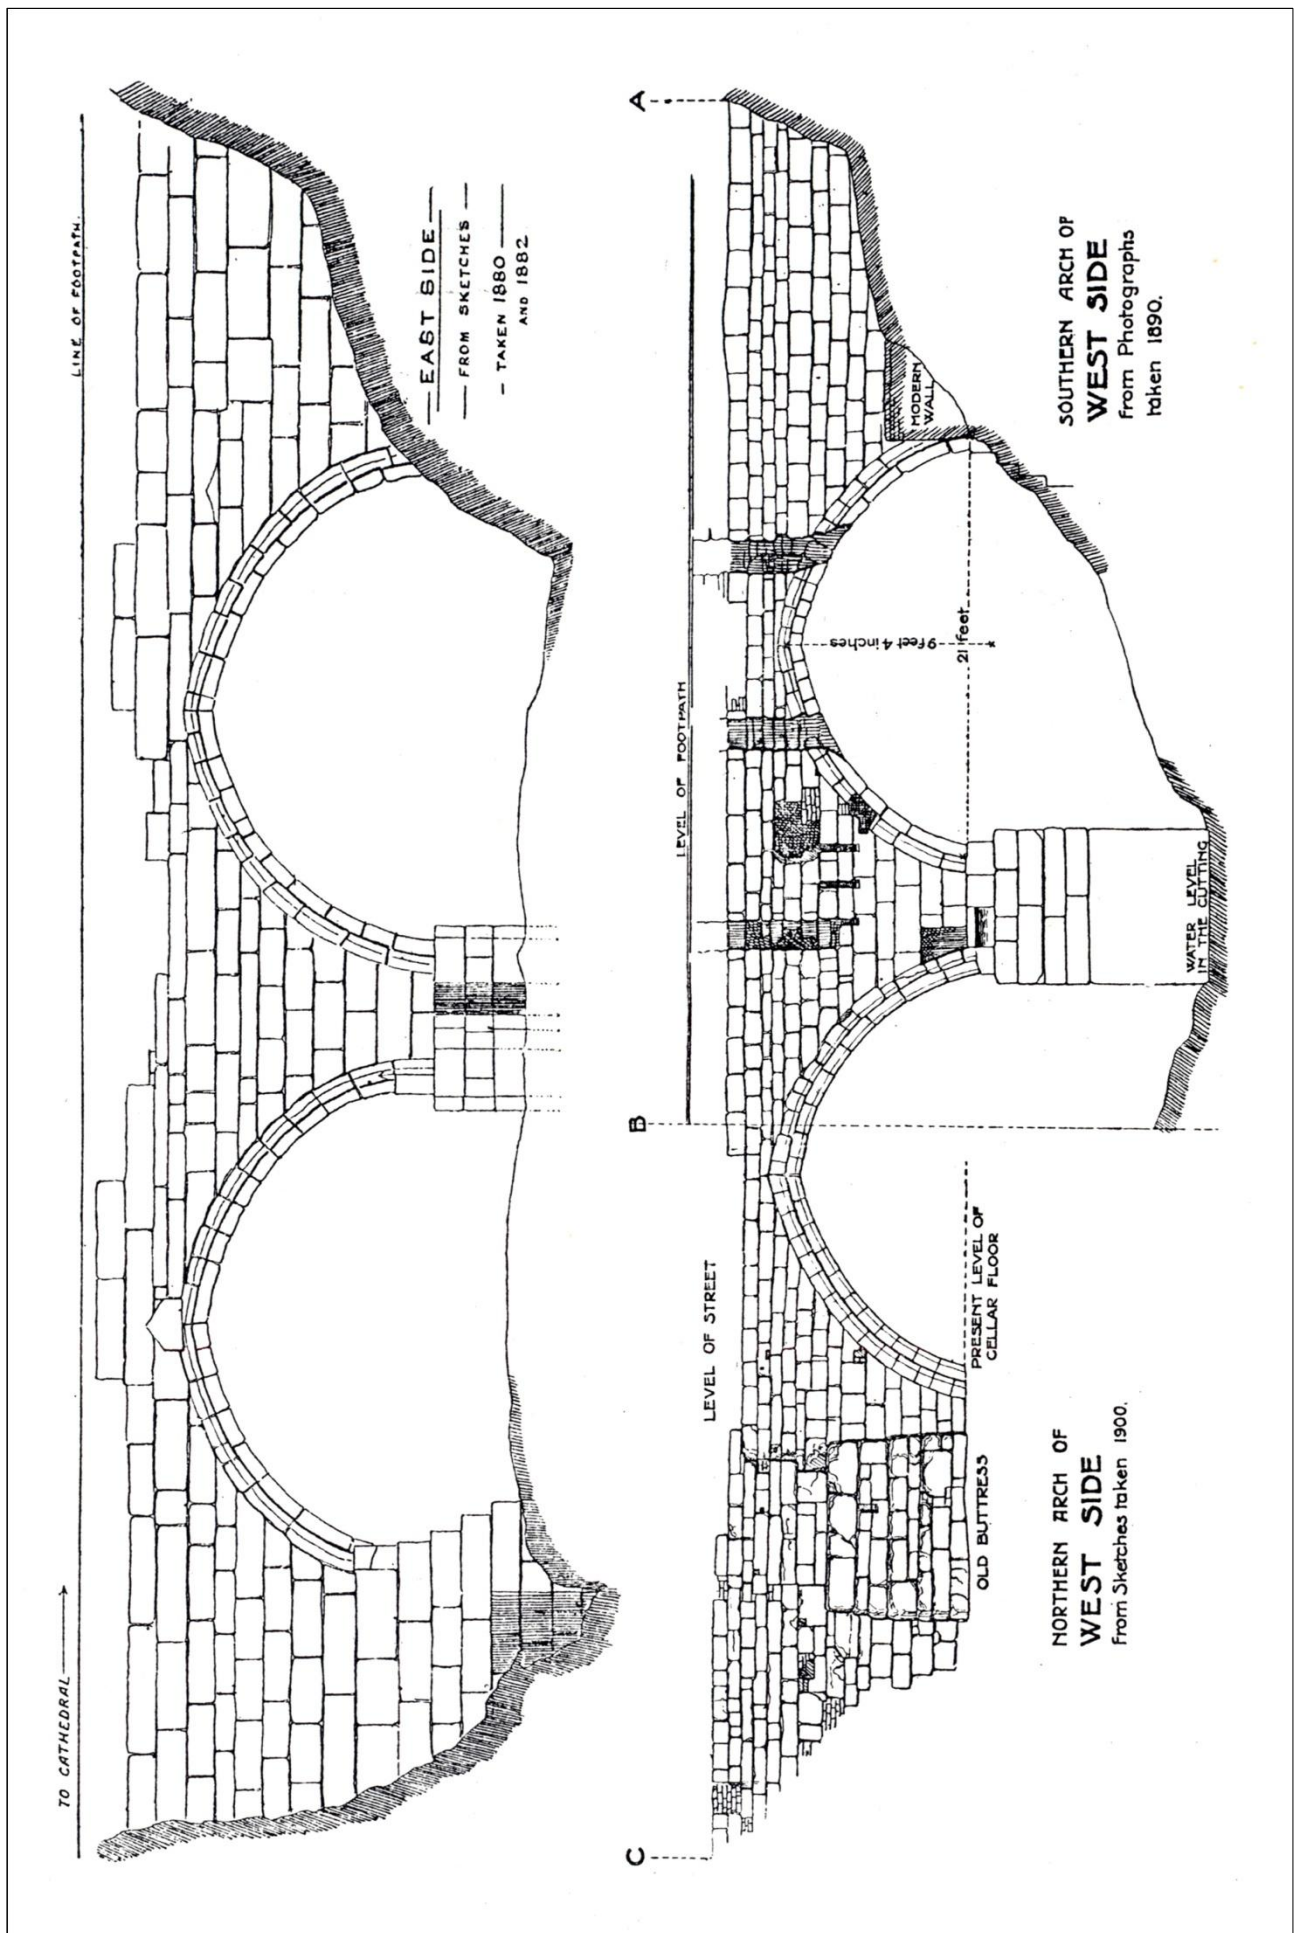 LINE OF FOOTPATH.
TO CATHEDRAL
EAST SIDE
FROM SKETCHES
TAKEN 1880
AND 1882
A
B
C
LEVEL OF FOOTPATH
LEVEL OF STREET
9 feet 4 inches
21 feet
MODERN
WALL
WATER LEVEL
IN THE CUTTING
PRESENT LEVEL OF
CELLAR FLOOR
OLD BUTTRESS
NORTHERN ARCH OF
WEST SIDE
from Sketches taken 1900.
SOUTHERN ARCH OF
WEST SIDE
from Photographs
taken 1890.